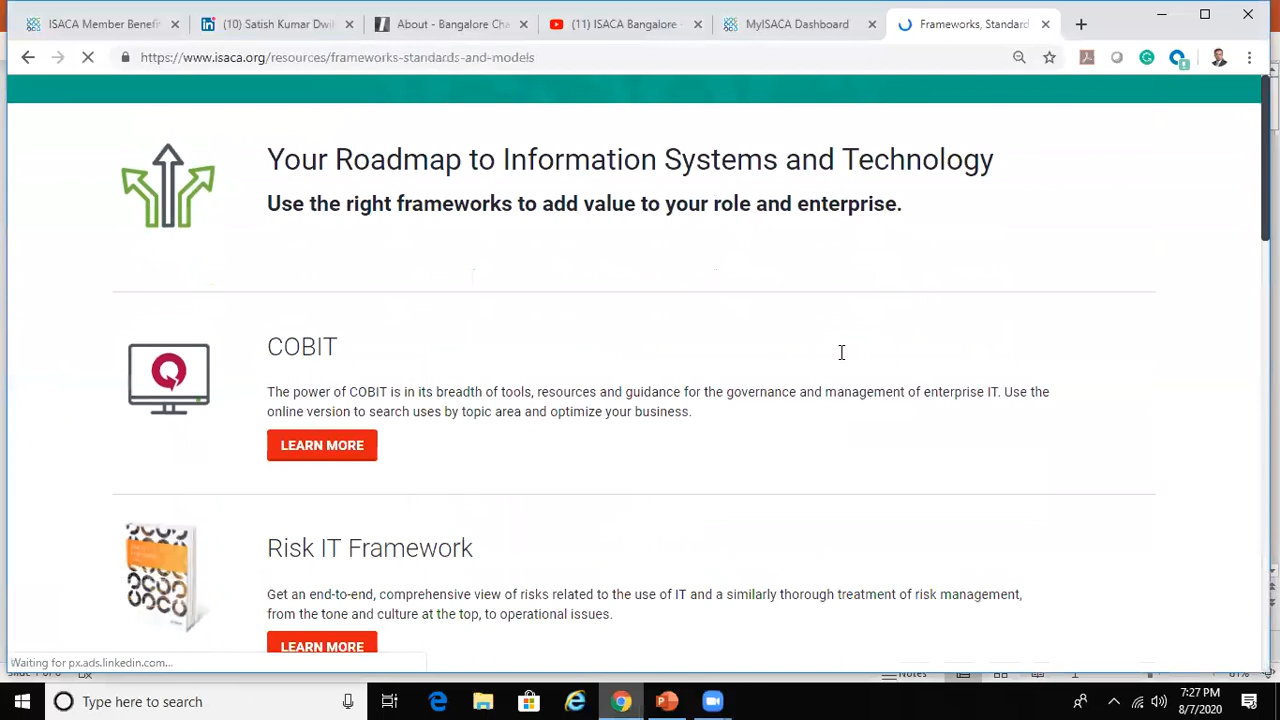 ISACA Member Benefi
(10) Satish Kumar Dwi
About - Bangalore Cha
(11) ISACA Bangalore -
MyISACA Dashboard
Frameworks, Standard
https://www.isaca.org/resources/frameworks-standards-and-models
Your Roadmap to Information Systems and Technology
Use the right frameworks to add value to your role and enterprise.
COBIT
The power of COBIT is in its breadth of tools, resources and guidance for the governance and management of enterprise IT. Use the
online version to search uses by topic area and optimize your business.
LEARN MORE
Risk IT Framework
Get an end-to-end, comprehensive view of risks related to the use of IT and a similarly thorough treatment of risk management,
from the tone and culture at the top, to operational issues.
LEARN MORE
Waiting for px.ads.linkedin.com...
Notes
81%
Type here to search
7:27 PM
8/7/2020